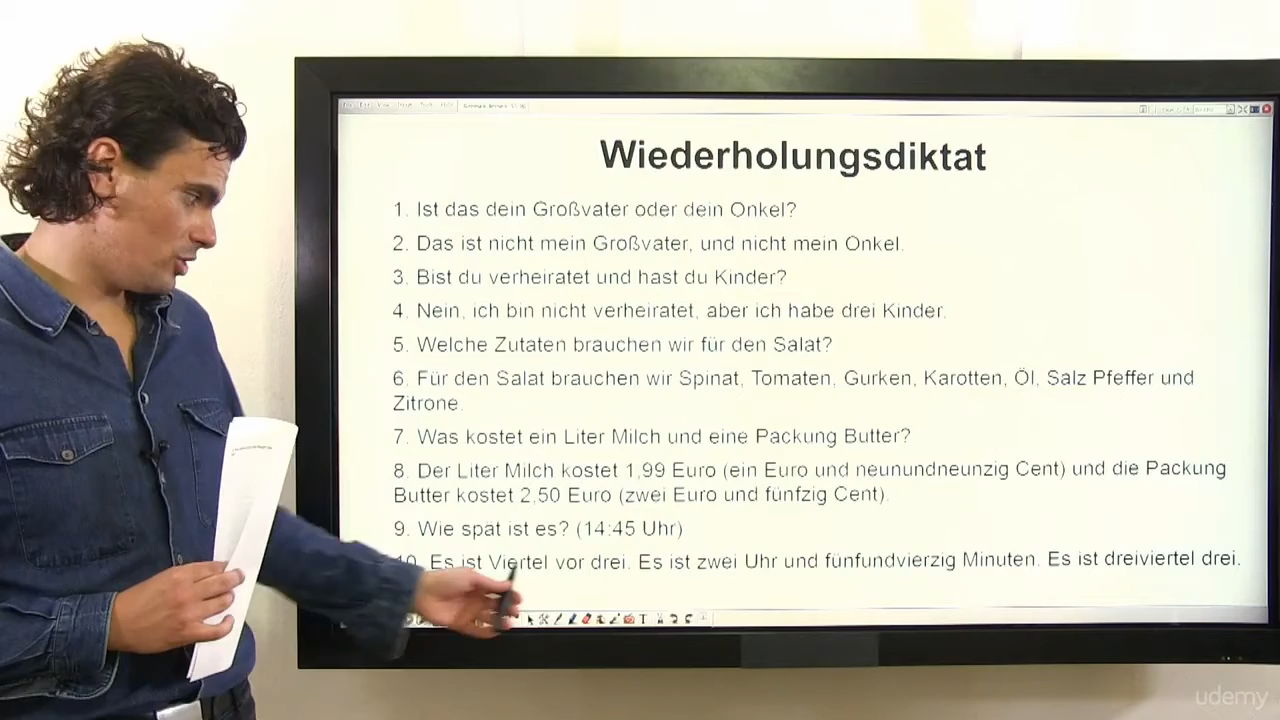 Wiederholungsdiktat
1. Ist das dein Großvater oder dein Onkel?
2. Das ist nicht mein Großvater, und nicht mein Onkel.
3. Bist du verheiratet und hast du Kinder?
4. Nein, ich bin nicht verheiratet, aber ich habe drei Kinder.
5. Welche Zutaten brauchen wir für den Salat?
6. Für den Salat brauchen wir Spinat, Tomaten, Gurken, Karotten, Öl, Salz Pfeffer und
Zitrone.
7. Was kostet ein Liter Milch und eine Packung Butter?
8. Der Liter Milch kostet 1,99 Euro (ein Euro und neunundneunzig Cent) und die Packung
Butter kostet 2,50 Euro (zwei Euro und fünfzig Cent).
9. Wie spät ist es? (14:45 Uhr)
10. Es ist Viertel vor drei. Es ist zwei Uhr und fünfundvierzig Minuten. Es ist dreiviertel drei.
udemy